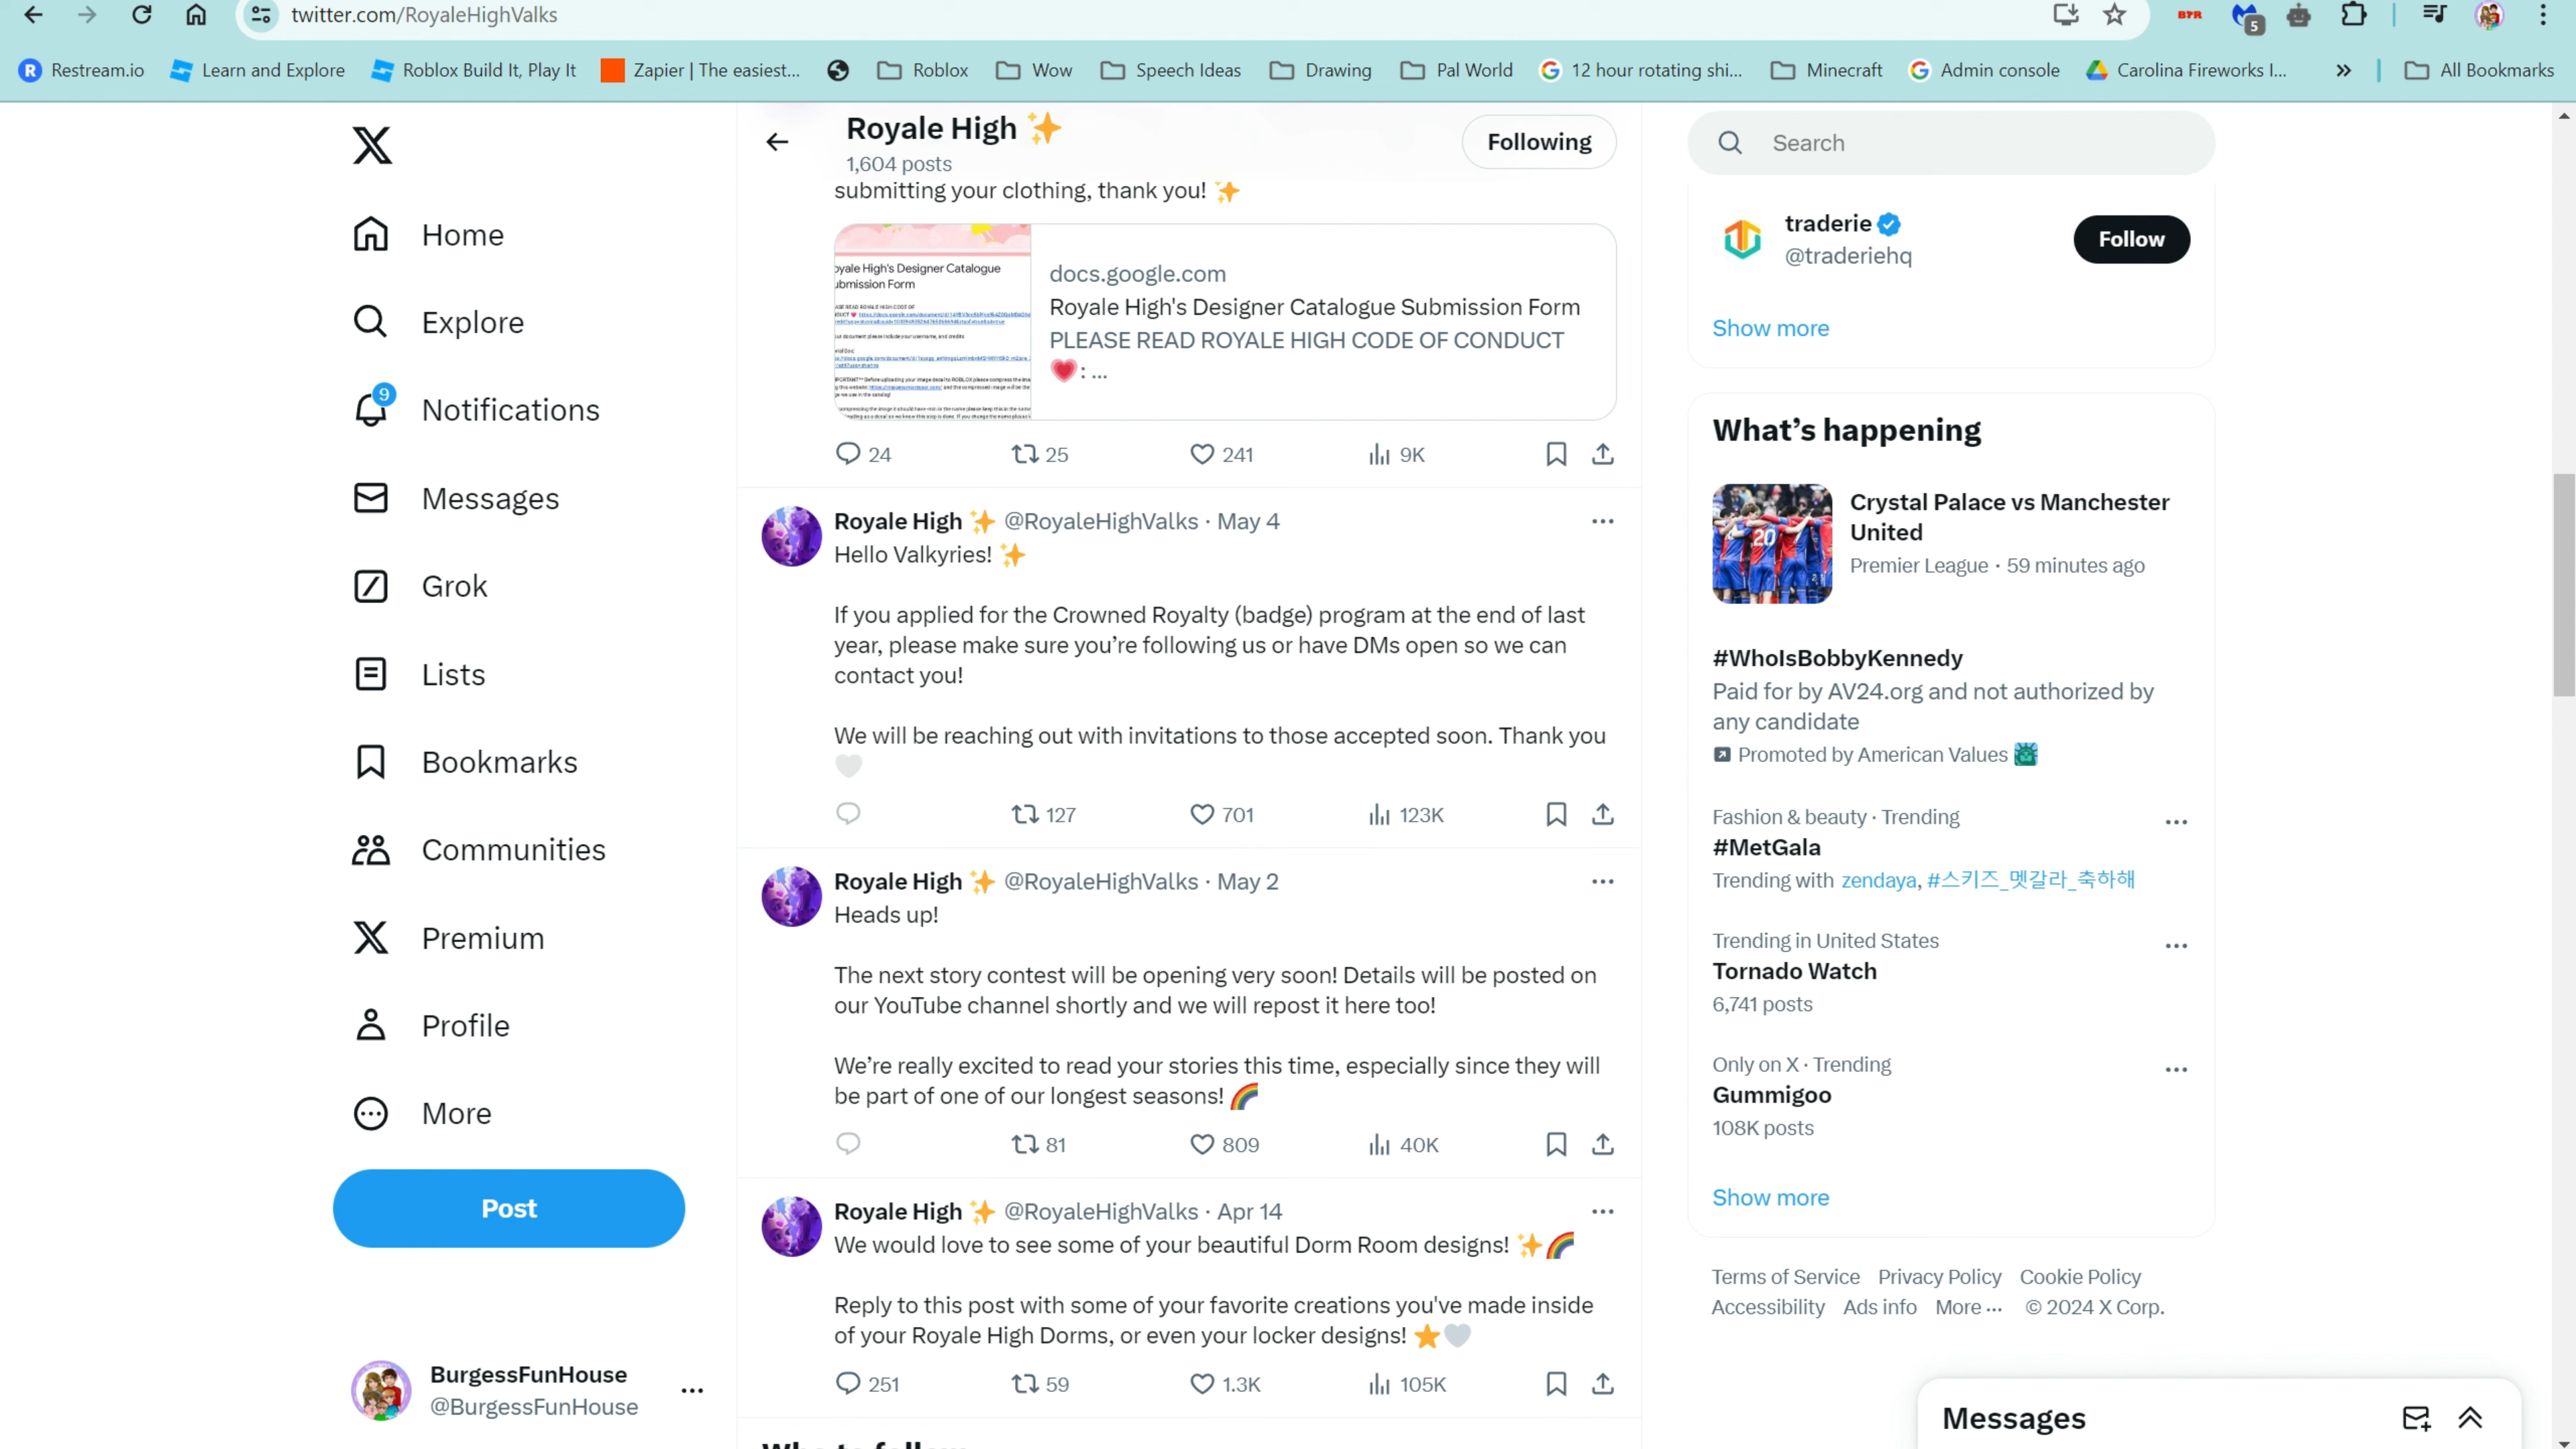 twitter.com/RoyaleHighValks
BTR
5
Restream.io
Learn and Explore
Roblox Build It, Play It
Zapier | The easiest...
Roblox
Wow
Speech Ideas
Drawing
Pal World
12 hour rotating shi...
Minecraft
Admin console
Carolina Fireworks I...
All Bookmarks
Home
Explore
9
Notifications
Messages
Grok
Lists
Bookmarks
Communities
Premium
Profile
More
Post
BurgessFunHouse
@BurgessFunHouse
Royale High ✨
1,604 posts
Following
submitting your clothing, thank you! ✨
oyale High's Designer Catalogue
ubmission Form
docs.google.com
Royale High's Designer Catalogue Submission Form
PLEASE READ ROYALE HIGH CODE OF CONDUCT
💗: ...
24 25 241 9K
Royale High ✨ @RoyaleHighValks · May 4
Hello Valkyries! ✨
If you applied for the Crowned Royalty (badge) program at the end of last
year, please make sure you’re following us or have DMs open so we can
contact you!
We will be reaching out with invitations to those accepted soon. Thank you
🤍
127 701 123K
Royale High ✨ @RoyaleHighValks · May 2
Heads up!
The next story contest will be opening very soon! Details will be posted on
our YouTube channel shortly and we will repost it here too!
We’re really excited to read your stories this time, especially since they will
be part of one of our longest seasons! 🌈
81 809 40K
Royale High ✨ @RoyaleHighValks · Apr 14
We would love to see some of your beautiful Dorm Room designs! ✨🌈
Reply to this post with some of your favorite creations you've made inside
of your Royale High Dorms, or even your locker designs! ⭐🤍
251 59 1.3K 105K
Search
traderie
@traderiehq
Follow
Show more
What’s happening
Crystal Palace vs Manchester
United
Premier League · 59 minutes ago
20
#WhoIsBobbyKennedy
Paid for by AV24.org and not authorized by
any candidate
Promoted by American Values
Fashion & beauty · Trending
#MetGala
Trending with zendaya, #스키즈_멧갈라_축하해
Trending in United States
Tornado Watch
6,741 posts
Only on X · Trending
Gummigoo
108K posts
Show more
Terms of Service Privacy Policy Cookie Policy
Accessibility Ads info More ··· © 2024 X Corp.
Messages